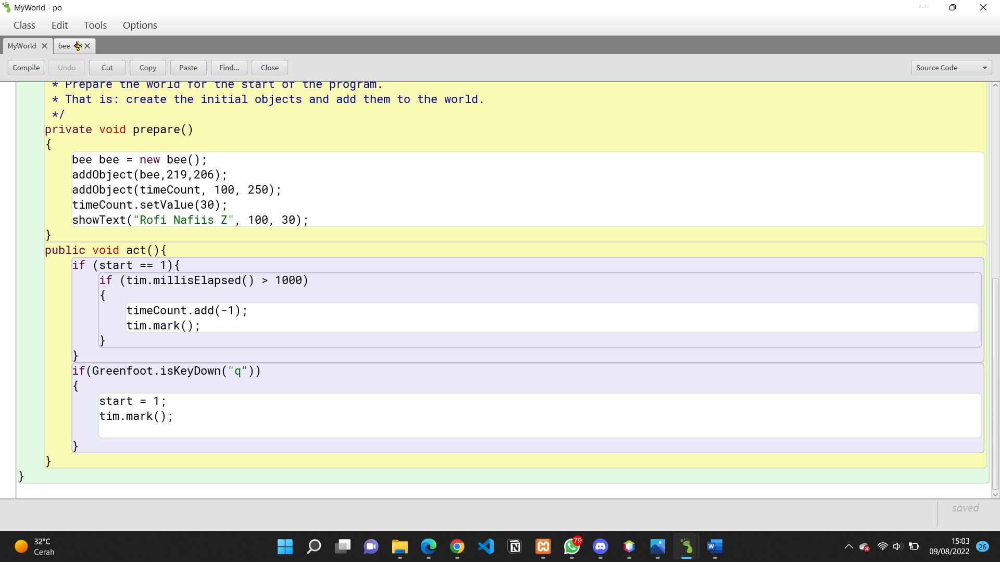 MyWorld - po
Class Edit Tools Options
MyWorld bee
Compile Undo Cut Copy Paste Find... Close Source Code
* Prepare the world for the start of the program.
* That is: create the initial objects and add them to the world.
*/
private void prepare()
{
bee bee = new bee();
addObject(bee,219,206);
addObject(timeCount, 100, 250);
timeCount.setValue(30);
showText("Rofi Nafiis Z", 100, 30);
}
public void act(){
if (start == 1){
if (tim.millisElapsed() > 1000)
{
timeCount.add(-1);
tim.mark();
}
}
if(Greenfoot.isKeyDown("q"))
{
start = 1;
tim.mark();
}
}
}
saved
32°C
Cerah
79
15:03
09/08/2022
26